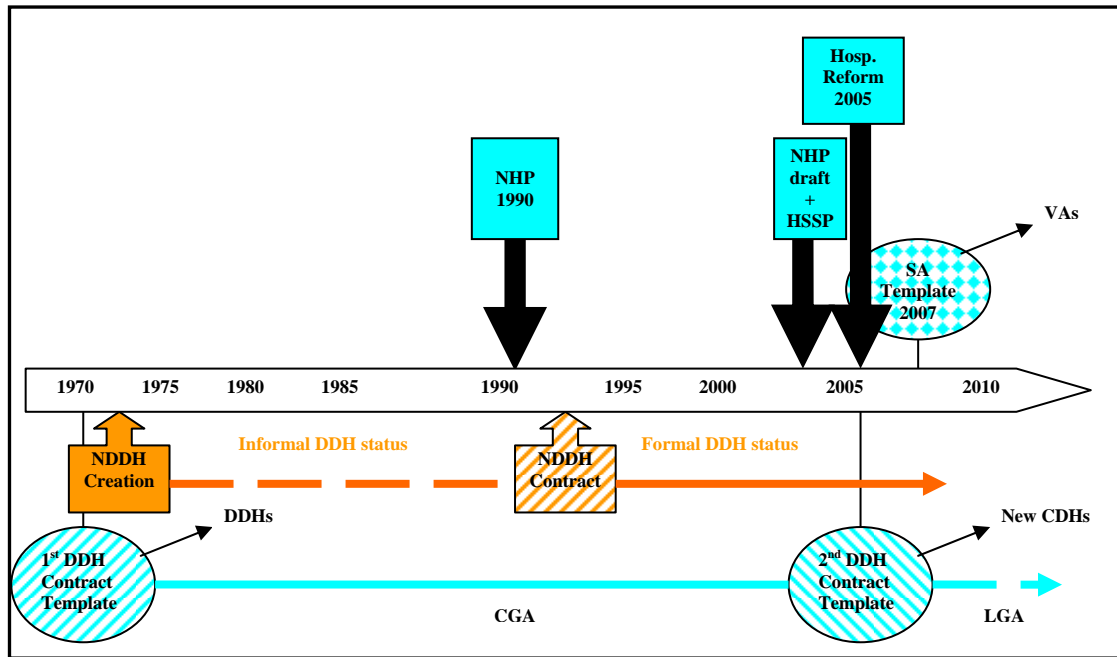 Hosp.
Reform
2005
NHP
1990
NHP
draft
+
HSSP
VAs
SA
Template
2007
1970 1975 1980 1985 1990 1995 2000 2005 2010
Informal DDH status
Formal DDH status
NDDH
Creation
NDDH
Contract
DDHs
New CDHs
1st DDH
Contract
Template
2nd DDH
Contract
Template
CGA
LGA